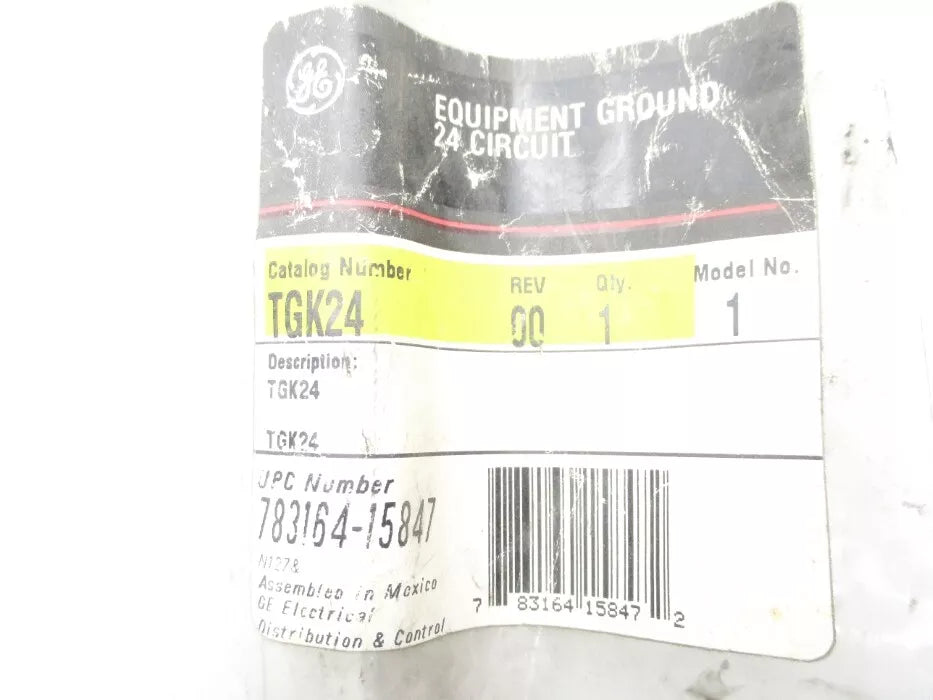 GE
EQUIPMENT GROUND
24 CIRCUIT
Catalog Number REV Qty. Model No.
TGK24 00 1 1
Description:
TGK24
TGK24
UPC Number
783164-15847
N1278
Assembled in Mexico
GE Electrical
Distribution & Control
7 83164 15847 2